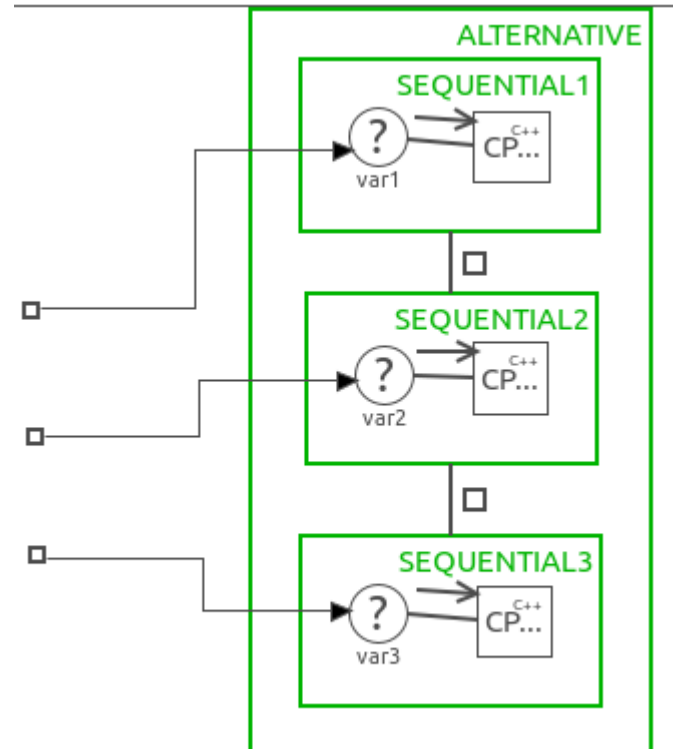 ALTERNATIVE
SEQUENTIAL1
?
C++
CP...
var1
SEQUENTIAL2
?
C++
CP...
var2
SEQUENTIAL3
?
C++
CP...
var3